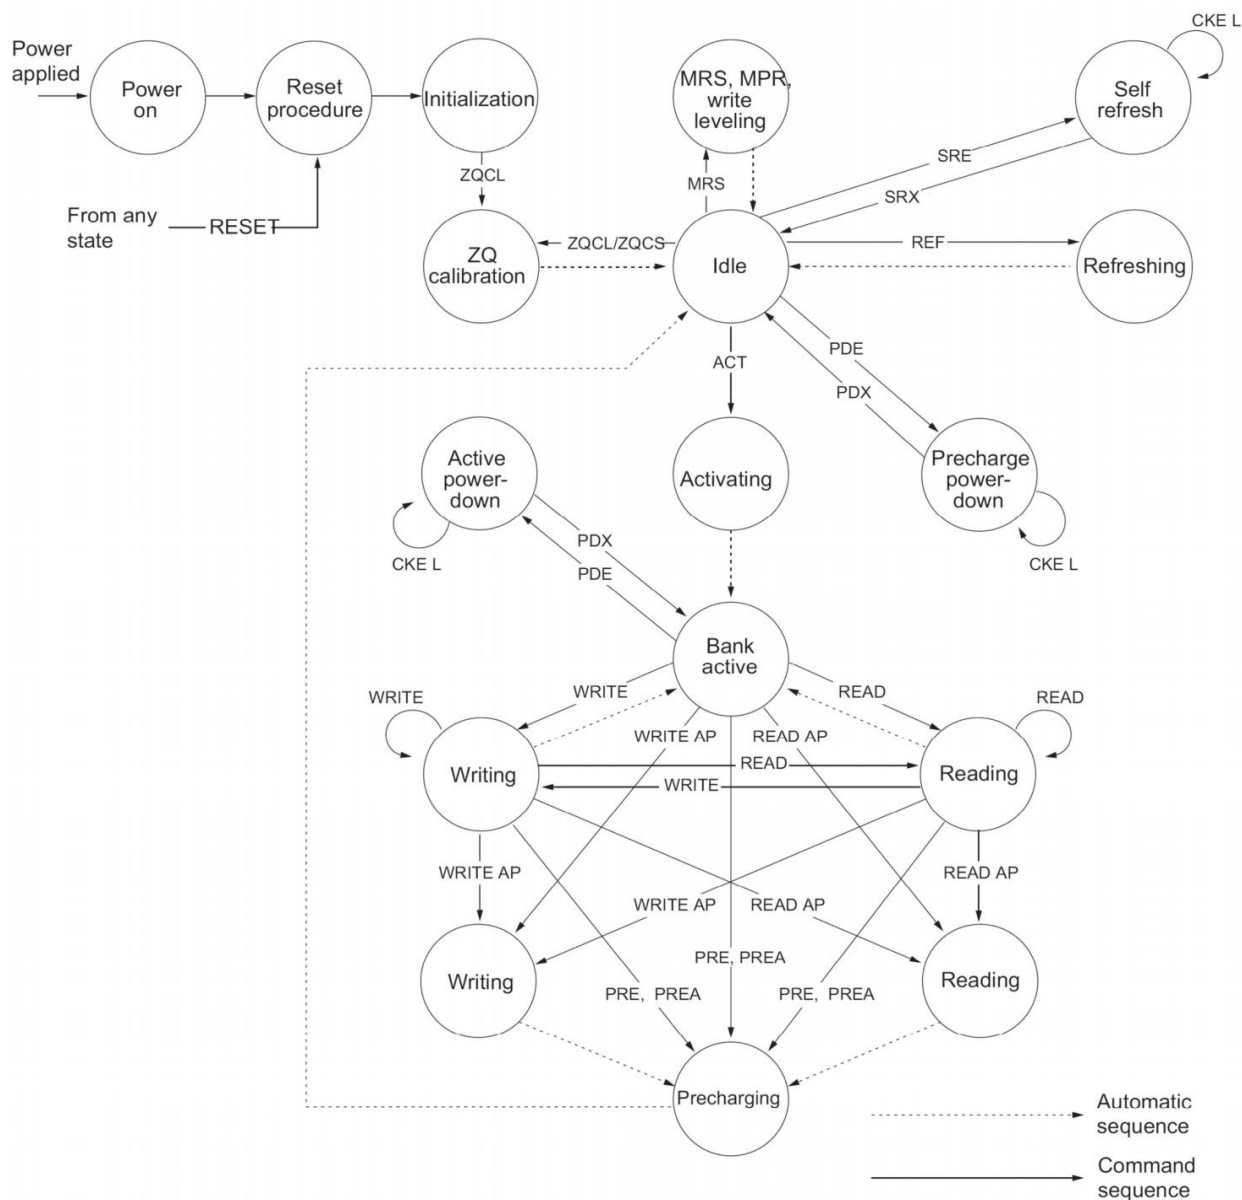 CKE L
Power
applied
Power
on
Reset
procedure
Initialization
MRS, MPR,
write
leveling
Self
refresh
ZQCL
SRE
MRS
SRX
From any
state
RESET
ZQ
calibration
ZQCL/ZQCS
Idle
REF
Refreshing
PDE
ACT
PDX
Active
power-
down
Activating
Precharge
power-
down
PDX
CKE L
PDE
CKE L
Bank
active
WRITE
WRITE
READ
READ
WRITE AP
READ AP
Writing
READ
Reading
WRITE
WRITE AP
READ AP
WRITE AP
READ AP
PRE, PREA
Writing
PRE, PREA
PRE, PREA
Reading
Precharging
Automatic
sequence
Command
sequence